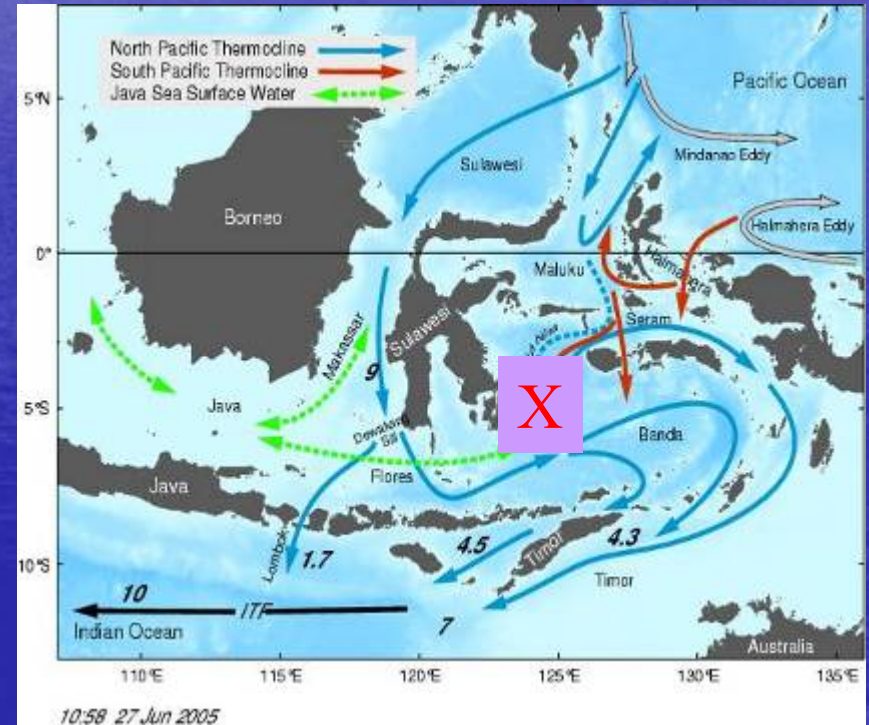 North Pacific Thermocline
South Pacific Thermocline
Java Sea Surface Water
Pacific Ocean
5°N
Mindanao Eddy
Sulawesi
Borneo
Halmahera Eddy
0°
Maluku
Halmahera
Seram
Makassar
Sulawesi
9
X
5°S
Java
Dewakang
Sill
Banda
Flores
Java
Lombok
1.7
4.5
Timor
4.3
10°S
Timor
10
ITF
7
Indian Ocean
Australia
110°E
115°E
120°E
125°E
130°E
135°E
10:58 27 Jun 2005